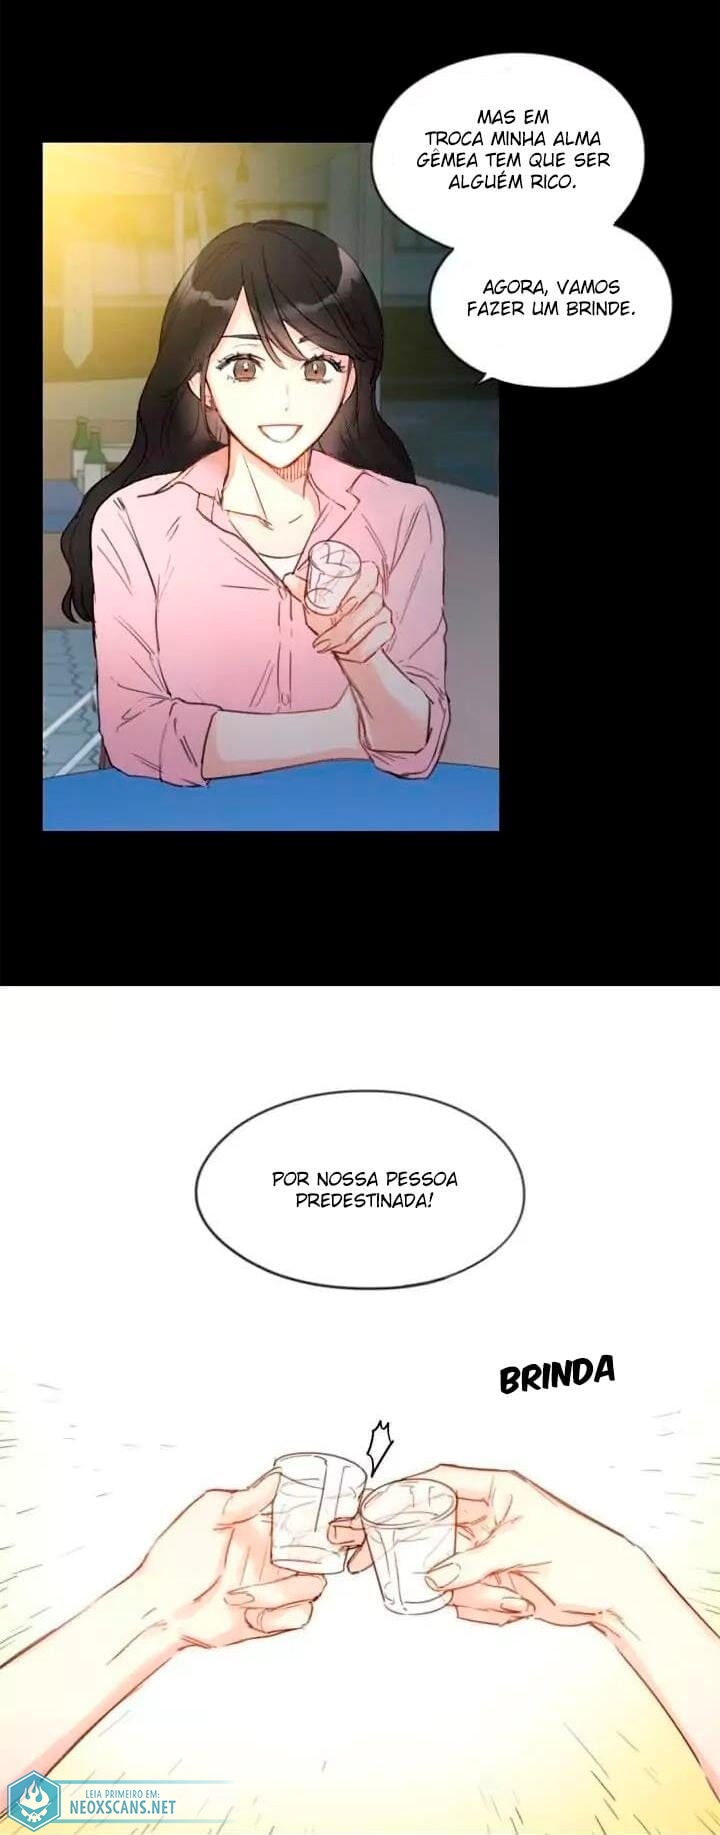 MAS EM
TROCA MINHA ALMA
GÊMEA TEM QUE SER
ALGUÉM RICO.
AGORA, VAMOS
FAZER UM BRINDE.
POR NOSSA PESSOA
PREDESTINADA!
BRINDA
LEIA PRIMEIRO EM:
NEOXSCANS.NET